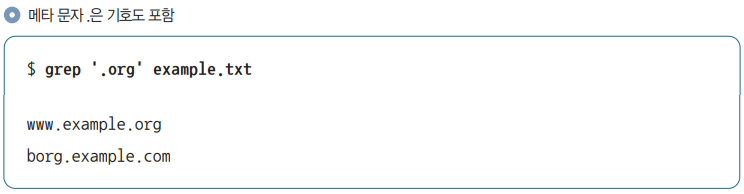 메타 문자 .은 기호도 포함
$ grep '.org' example.txt
www.example.org
borg.example.com